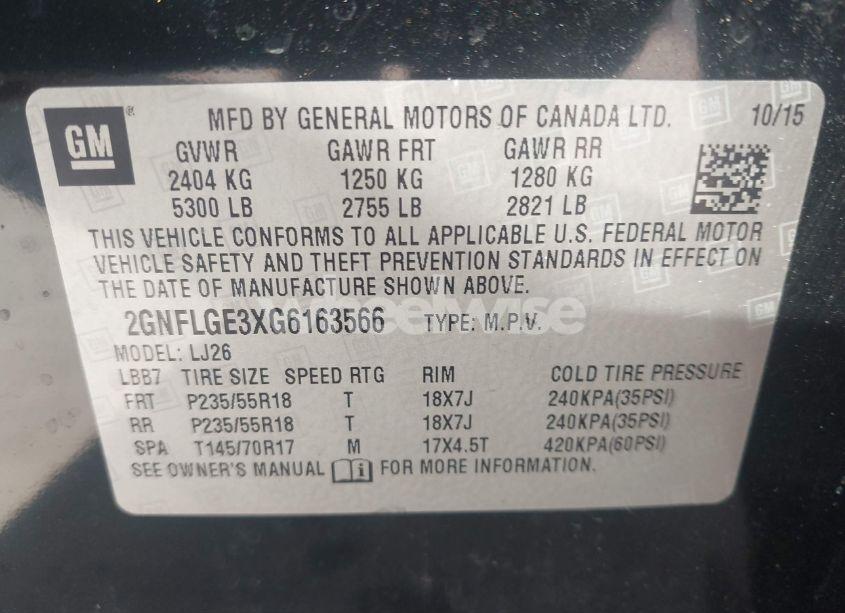 GM
MFD BY GENERAL MOTORS OF CANADA LTD. 10/15
GVWR GAWR FRT GAWR RR
2404 KG 1250 KG 1280 KG
5300 LB 2755 LB 2821 LB
THIS VEHICLE CONFORMS TO ALL APPLICABLE U.S. FEDERAL MOTOR
VEHICLE SAFETY AND THEFT PREVENTION STANDARDS IN EFFECT ON
THE DATE OF MANUFACTURE SHOWN ABOVE.
wheelwise
2GNFLGE3XG6163566 TYPE: M.P.V.
MODEL: LJ26
LBB7 TIRE SIZE SPEED RTG RIM COLD TIRE PRESSURE
FRT P235/55R18 T 18X7J 240KPA(35PSI)
RR P235/55R18 T 18X7J 240KPA(35PSI)
SPA T145/70R17 M 17X4.5T 420KPA(60PSI)
SEE OWNER'S MANUAL i FOR MORE INFORMATION.